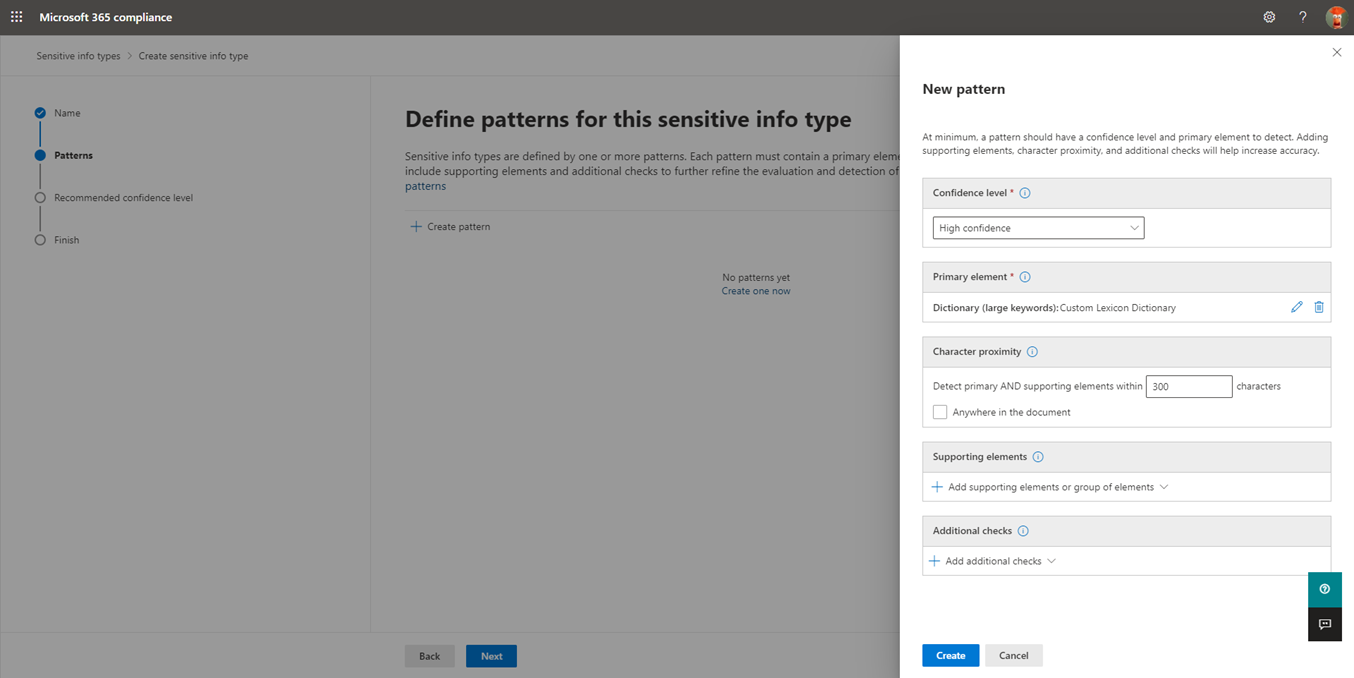 Microsoft 365 compliance
?
Sensitive info types > Create sensitive info type
Name
Patterns
Recommended confidence level
Finish
Define patterns for this sensitive info type
Sensitive info types are defined by one or more patterns. Each pattern must contain a primary eleme
include supporting elements and additional checks to further refine the evaluation and detection of
patterns
+ Create pattern
No patterns yet
Create one now
Back
Next
New pattern
At minimum, a pattern should have a confidence level and primary element to detect. Adding
supporting elements, character proximity, and additional checks will help increase accuracy.
Confidence level *
High confidence
Primary element *
Dictionary (large keywords): Custom Lexicon Dictionary
Character proximity
Detect primary AND supporting elements within 300 characters
Anywhere in the document
Supporting elements
+ Add supporting elements or group of elements
Additional checks
+ Add additional checks
Create
Cancel